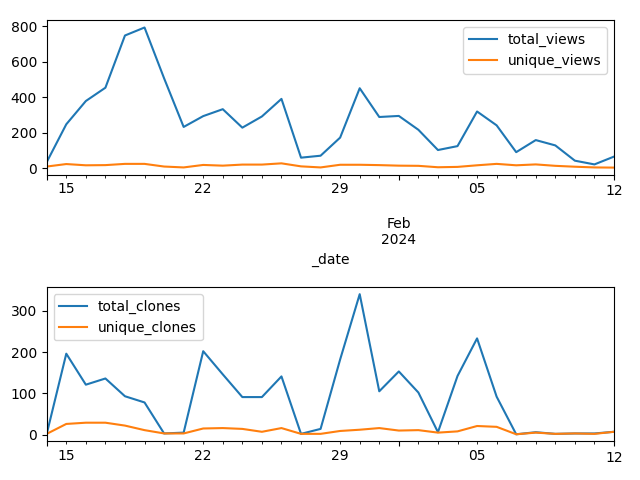 800
600
400
200
0
total_views
unique_views
15 22 29 05 12
Feb
2024
_date
300
200
100
0
total_clones
unique_clones
15 22 29 05 12